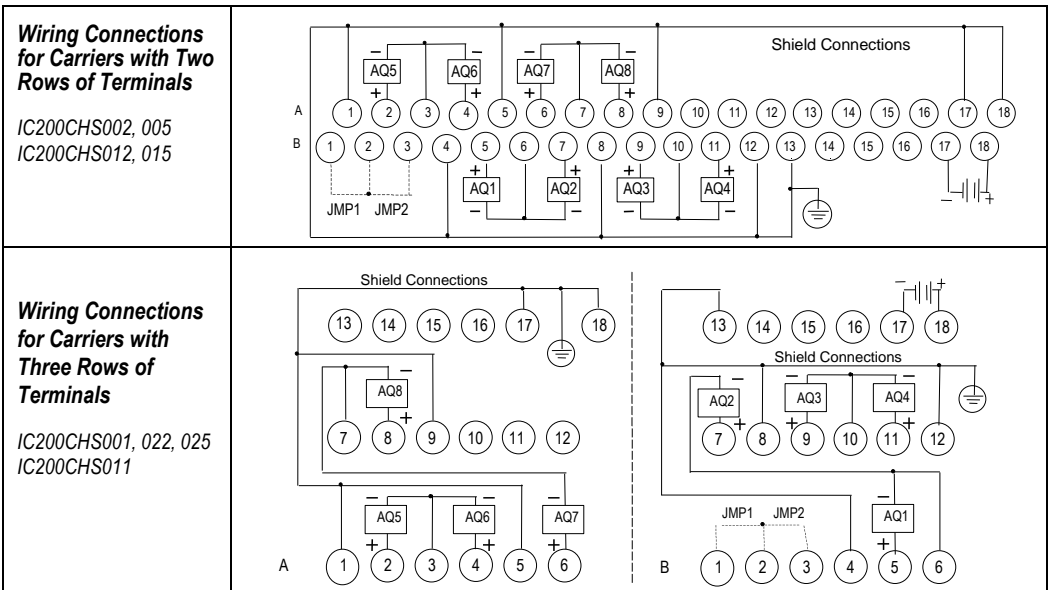 Wiring Connections
for Carriers with Two
Rows of Terminals
IC200CHS002, 005
IC200CHS012, 015
Shield Connections
− − − −
AQ5 AQ6 AQ7 AQ8
+ + + +
A 1 2 3 4 5 6 7 8 9 10 11 12 13 14 15 16 17 18
B 1 2 3 4 5 6 7 8 9 10 11 12 13 14 15 16 17 18
+ + + +
AQ1 AQ2 AQ3 AQ4
− − − −
JMP1 JMP2
− +
Wiring Connections
for Carriers with
Three Rows of
Terminals
IC200CHS001, 022, 025
IC200CHS011
Shield Connections
13 14 15 16 17 18
−
AQ8
+
7 8 9 10 11 12
− − −
AQ5 AQ6 AQ7
+ + +
A 1 2 3 4 5 6
− +
13 14 15 16 17 18
Shield Connections
− − −
AQ2 AQ3 AQ4
+ + +
7 8 9 10 11 12
JMP1 JMP2
−
AQ1
+
B 1 2 3 4 5 6